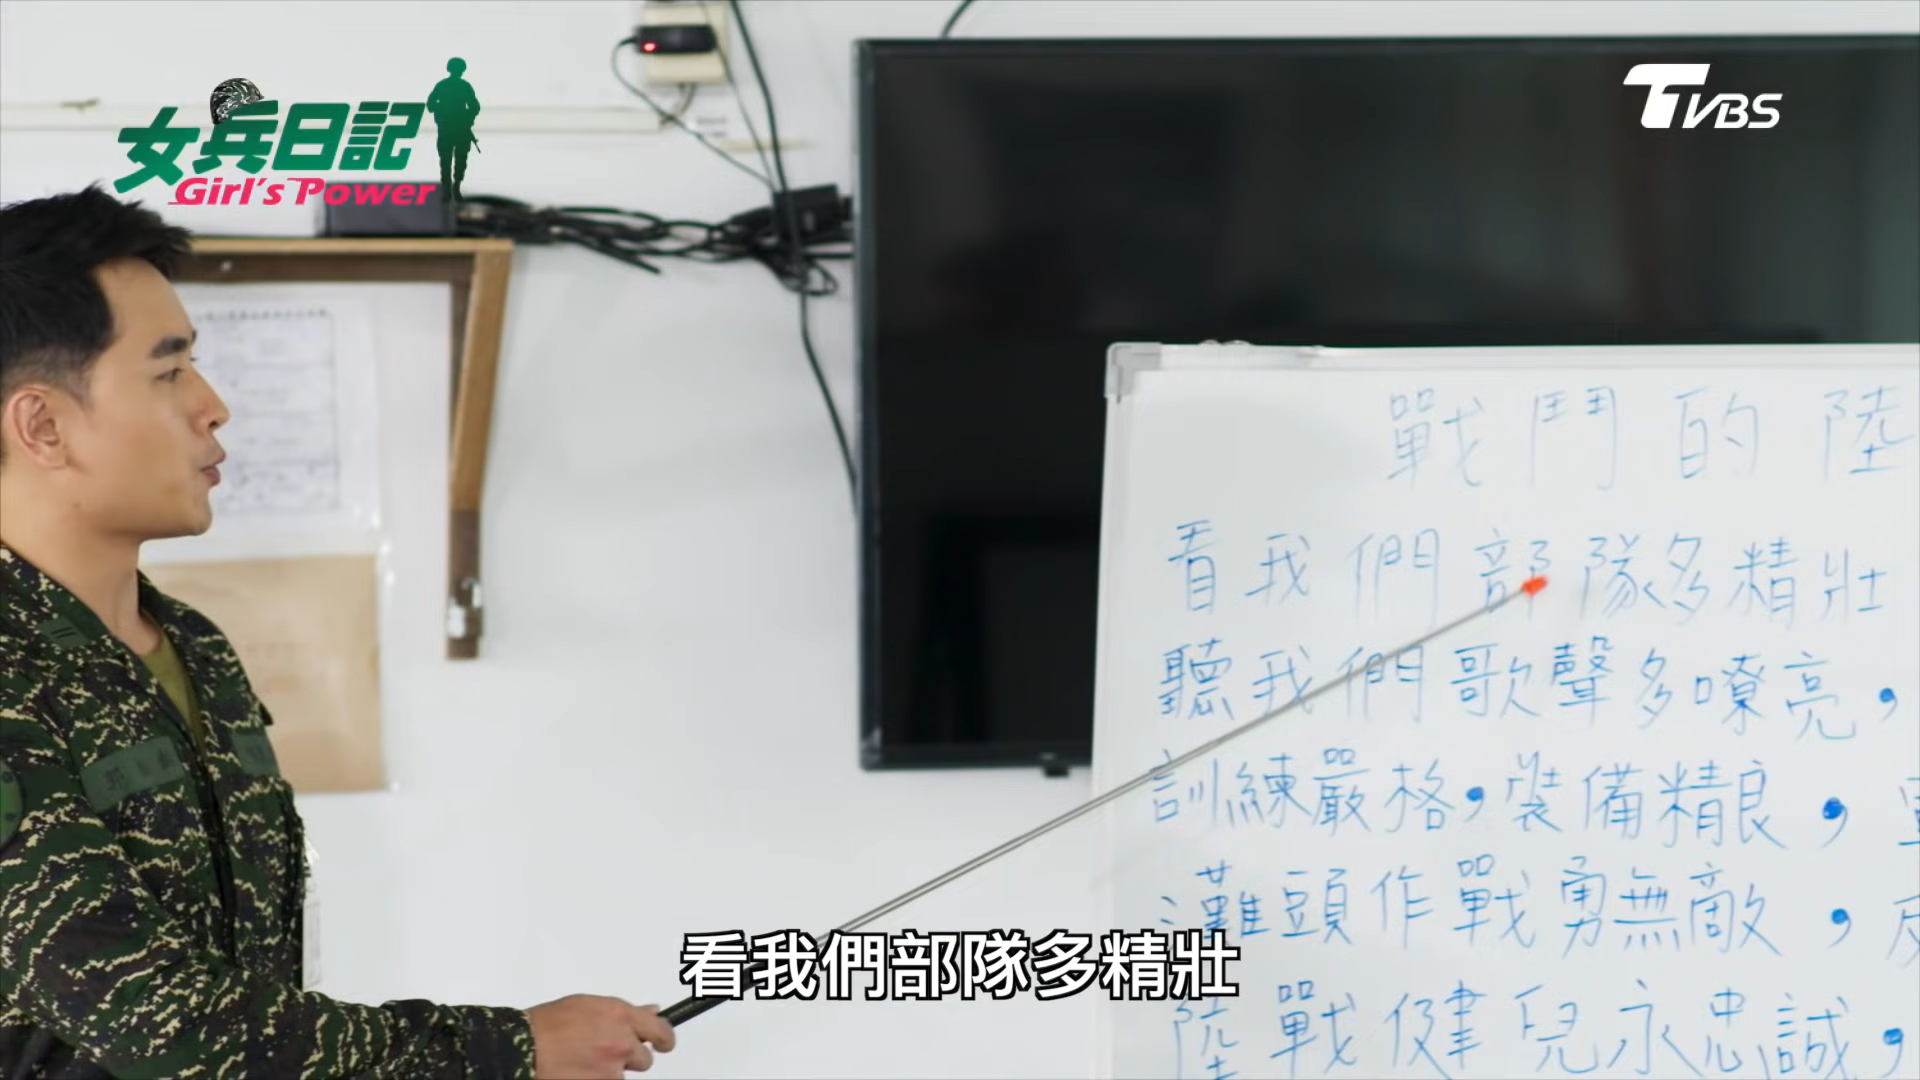 女兵日記
Girl's Power
TVBS
戰鬥的陸
看我們部隊多精壯
聽我們歌聲多嘹亮，
訓練嚴格，裝備精良，
灘頭作戰勇無敵，
陸戰健兒永忠誠，
看我們部隊多精壯